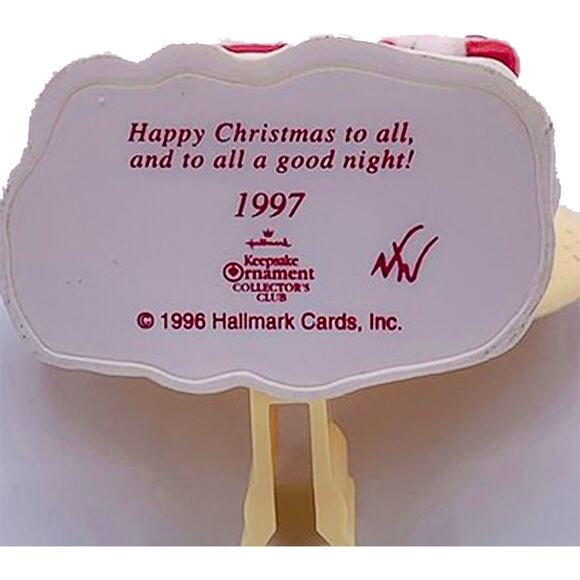 Happy Christmas to all,
and to all a good night!
1997
Hallmark
Keepsake
Ornament
COLLECTOR'S
CLUB
© 1996 Hallmark Cards, Inc.